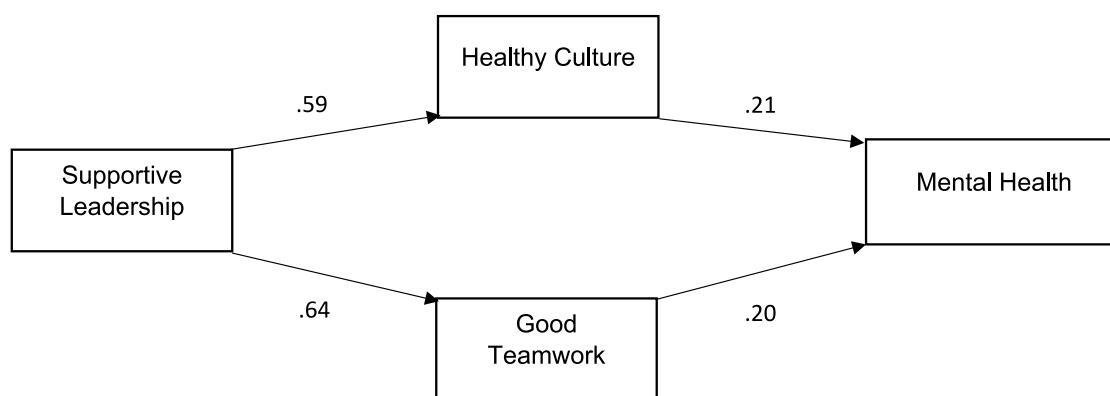 Healthy Culture
.59
.21
Supportive
Leadership
Mental Health
.64
.20
Good
Teamwork